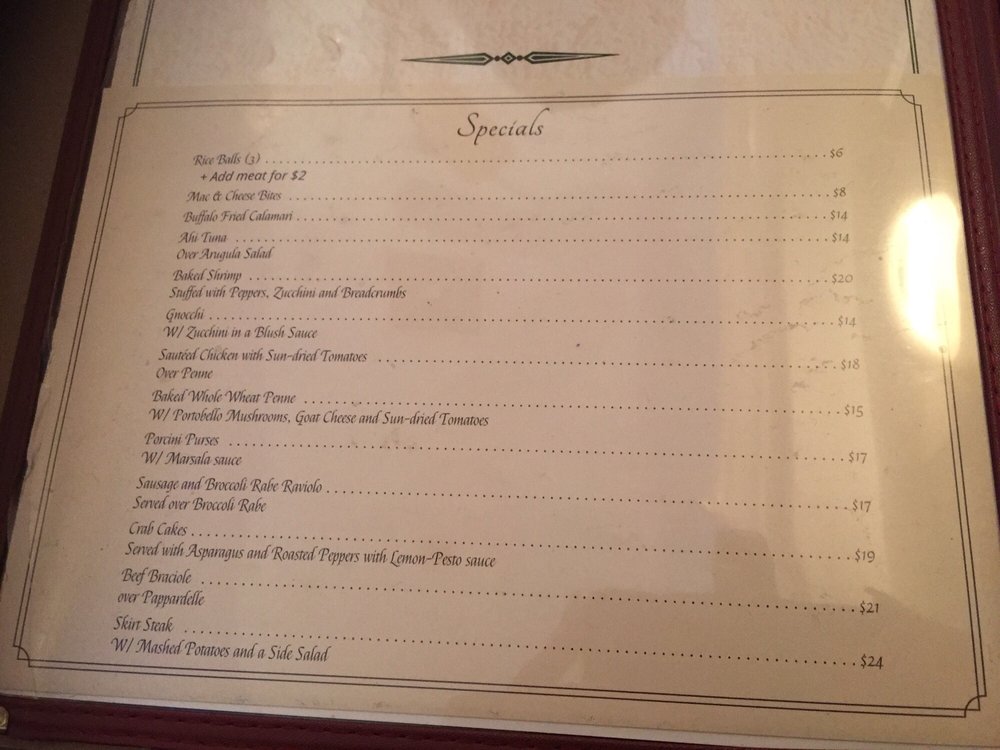 Specials
Rice Balls (3) ........ $6
+ Add meat for $2
Mac & Cheese Bites ........ $8
Buffalo Fried Calamari ........ $14
Ahi Tuna ........ $14
Over Arugula Salad
Baked Shrimp ........ $20
Stuffed with Peppers, Zucchini and Breadcrumbs
Gnocchi ........ $14
W/ Zucchini in a Blush Sauce
Sautéed Chicken with Sun-dried Tomatoes ........ $18
Over Penne
Baked Whole Wheat Penne ........ $15
W/ Portobello Mushrooms, Goat Cheese and Sun-dried Tomatoes
Porcini Purses ........ $17
W/ Marsala sauce
Sausage and Broccoli Rabe Raviolo ........ $17
Served over Broccoli Rabe
Crab Cakes ........ $19
Served with Asparagus and Roasted Peppers with Lemon-Pesto sauce
Beef Braciole ........ $21
over Pappardelle
Skirt Steak ........ $24
W/ Mashed Potatoes and a Side Salad